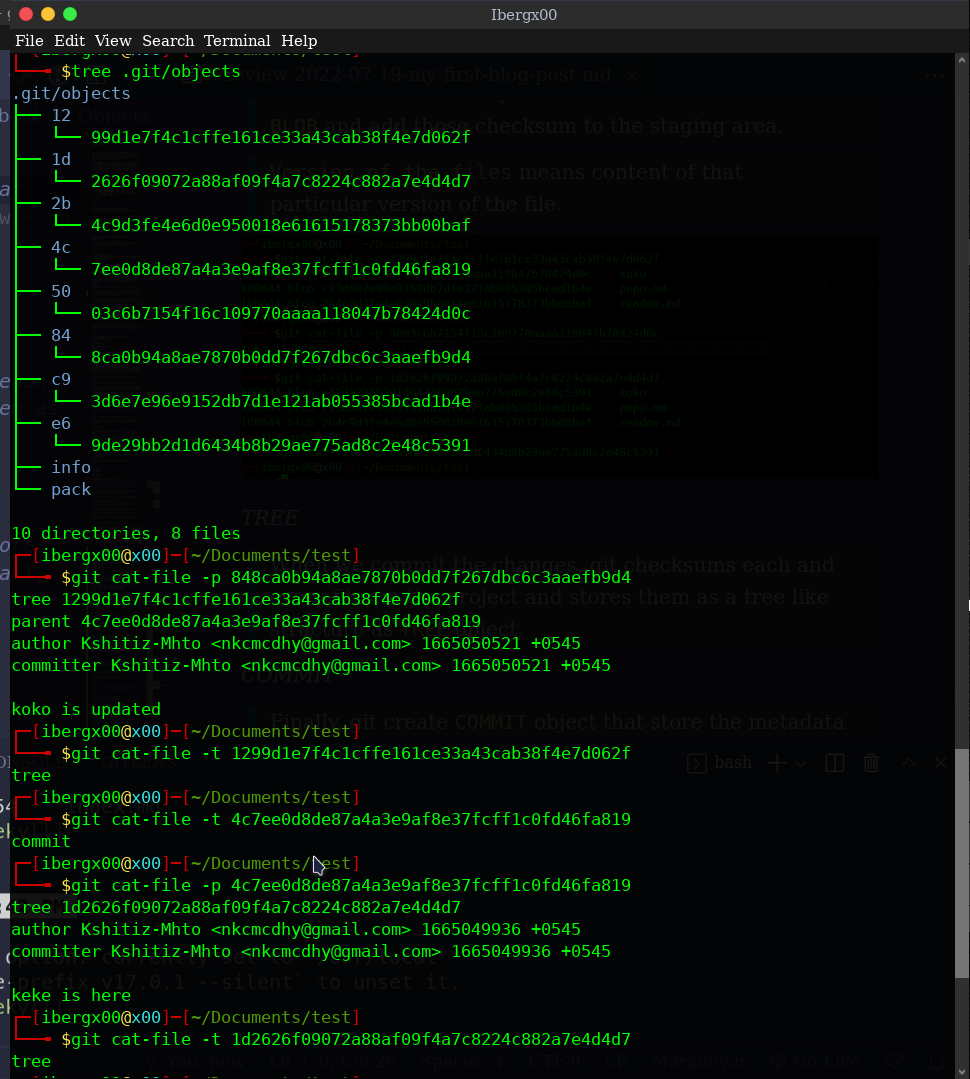 Ibergx00
File Edit View Search Terminal Help
$tree .git/objects
.git/objects
├── 12
│   └── 99d1e7f4c1cffe161ce33a43cab38f4e7d062f
├── 1d
│   └── 2626f09072a88af09f4a7c8224c882a7e4d4d7
├── 2b
│   └── 4c9d3fe4e6d0e950018e61615178373bb00baf
├── 4c
│   └── 7ee0d8de87a4a3e9af8e37fcff1c0fd46fa819
├── 50
│   └── 03c6b7154f16c109770aaaa118047b78424d0c
├── 84
│   └── 8ca0b94a8ae7870b0dd7f267dbc6c3aaefb9d4
├── c9
│   └── 3d6e7e96e9152db7d1e121ab055385bcad1b4e
├── e6
│   └── 9de29bb2d1d6434b8b29ae775ad8c2e48c5391
├── info
└── pack
10 directories, 8 files
┌─[ibergx00@x00]─[~/Documents/test]
└──╼ $git cat-file -p 848ca0b94a8ae7870b0dd7f267dbc6c3aaefb9d4
tree 1299d1e7f4c1cffe161ce33a43cab38f4e7d062f
parent 4c7ee0d8de87a4a3e9af8e37fcff1c0fd46fa819
author Kshitiz-Mhto <nkcmcdhy@gmail.com> 1665050521 +0545
committer Kshitiz-Mhto <nkcmcdhy@gmail.com> 1665050521 +0545
koko is updated
┌─[ibergx00@x00]─[~/Documents/test]
└──╼ $git cat-file -t 1299d1e7f4c1cffe161ce33a43cab38f4e7d062f
tree
┌─[ibergx00@x00]─[~/Documents/test]
└──╼ $git cat-file -t 4c7ee0d8de87a4a3e9af8e37fcff1c0fd46fa819
commit
┌─[ibergx00@x00]─[~/Documents/test]
└──╼ $git cat-file -p 4c7ee0d8de87a4a3e9af8e37fcff1c0fd46fa819
tree 1d2626f09072a88af09f4a7c8224c882a7e4d4d7
author Kshitiz-Mhto <nkcmcdhy@gmail.com> 1665049936 +0545
committer Kshitiz-Mhto <nkcmcdhy@gmail.com> 1665049936 +0545
keke is here
┌─[ibergx00@x00]─[~/Documents/test]
└──╼ $git cat-file -t 1d2626f09072a88af09f4a7c8224c882a7e4d4d7
tree